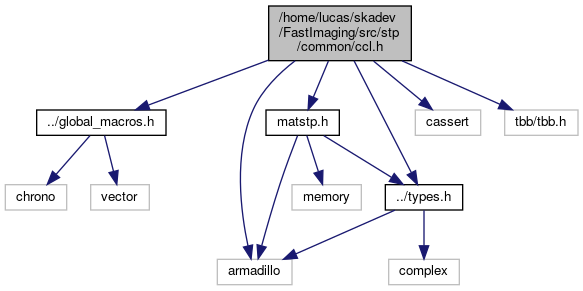 /home/lucas/skadev
/FastImaging/src/stp
/common/ccl.h
../global_macros.h
matstp.h
cassert
tbb/tbb.h
chrono
vector
memory
../types.h
armadillo
complex